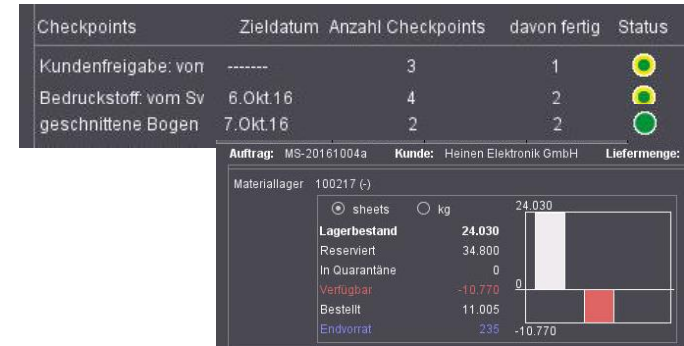 Checkpoints Zieldatum Anzahl Checkpoints davon fertig Status
Kundenfreigabe: von ------- 3 1
Bedruckstoff: vom Sv 6.Okt.16 4 2
geschnittene Bogen 7.Okt.16 2 2
Auftrag: MS-20161004a Kunde: Heinen Elektronik GmbH Liefermenge:
Materiallager 100217 (-)
sheets kg 24.030
Lagerbestand 24.030
Reserviert 34.800
In Quarantäne 0
Verfügbar -10.770 0
Bestellt 11.005
Endvorrat 235 -10.770